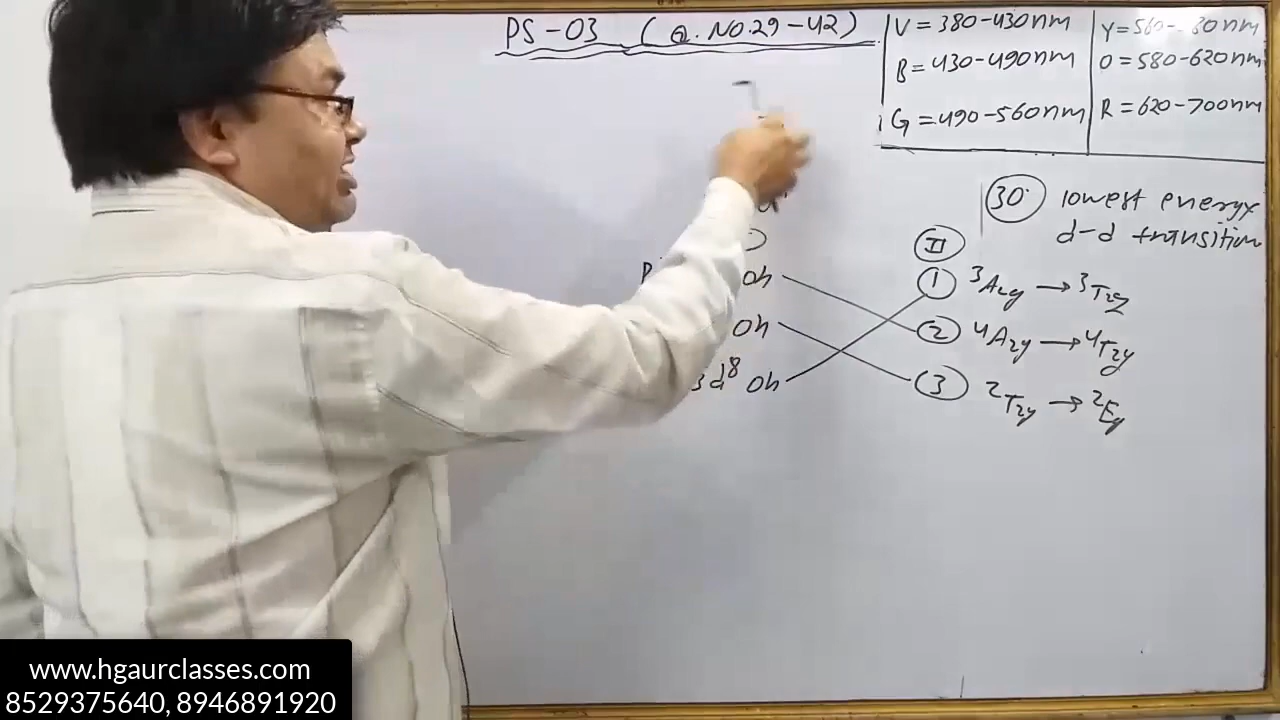 PS-03 (Q.NO.29-42)
V = 380-430nm
B = 430-490nm
G = 490-560nm
O = 580-620nm
R = 620-700nm
30. lowest energy
d-d transition
II
Oh
Oh
3d⁸ Oh
1 ³A₂g → ³T₂g
2 ⁴A₂g → ⁴T₂g
3 ²T₂g → ²Eg
www.hgaurclasses.com
8529375640, 8946891920